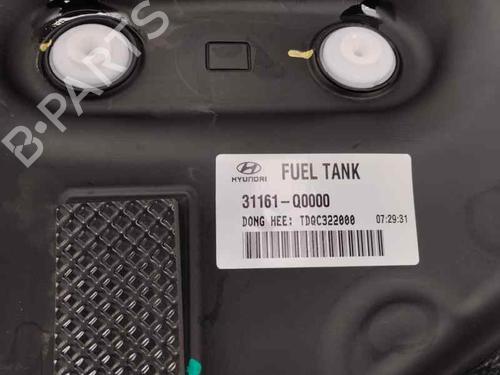 B-PARTS
HYUNDAI FUEL TANK
31161-Q0000
DONG HEE: TDQC322000 07:29:31